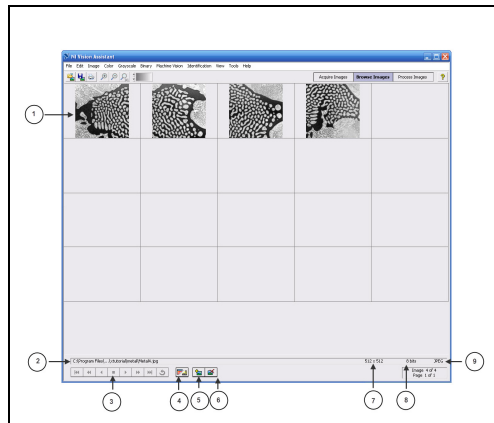 NI Vision Assistant
File Edit Image Color Grayscale Binary Machine Vision Identification View Tools Help
Acquire Images Browse Images Process Images
1
2
C:\Program Files\...\tutorial\metal\Metal4.jpg
512 x 512
8 bits
JPEG
9
Image 4 of 4
Page 1 of 1
3
4
5
6
7
8